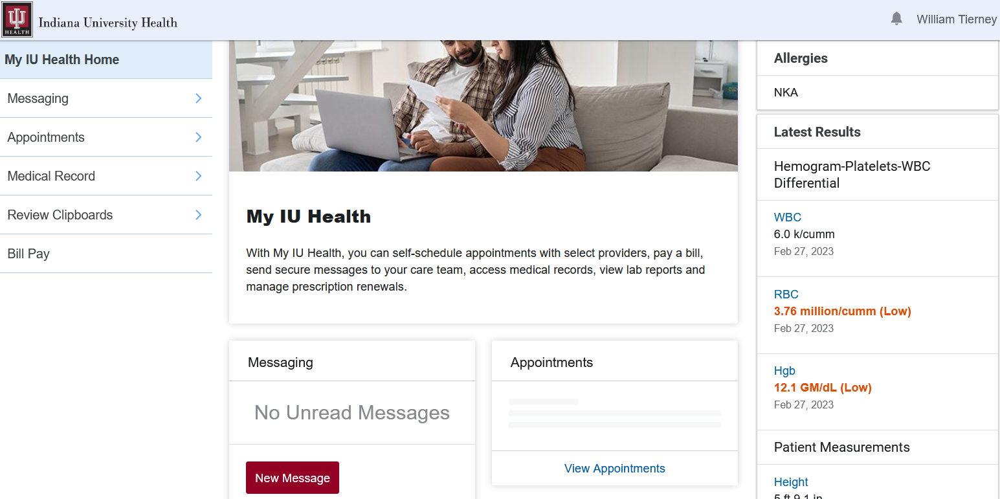 HEALTH
Indiana University Health
William Tierney
My IU Health Home
Messaging
Appointments
Medical Record
Review Clipboards
Bill Pay
My IU Health
With My IU Health, you can self-schedule appointments with select providers, pay a bill,
send secure messages to your care team, access medical records, view lab reports and
manage prescription renewals.
Messaging
No Unread Messages
New Message
Appointments
View Appointments
Allergies
NKA
Latest Results
Hemogram-Platelets-WBC
Differential
WBC
6.0 k/cumm
Feb 27, 2023
RBC
3.76 million/cumm (Low)
Feb 27, 2023
Hgb
12.1 GM/dL (Low)
Feb 27, 2023
Patient Measurements
Height
5 ft 9.1 in